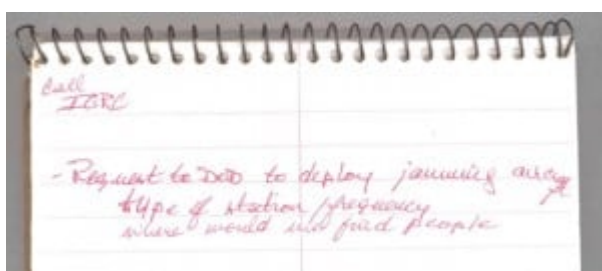 Call
ICRC
- Request to DoD to deploy jamming aircraft
type of station / frequency
where would we find people